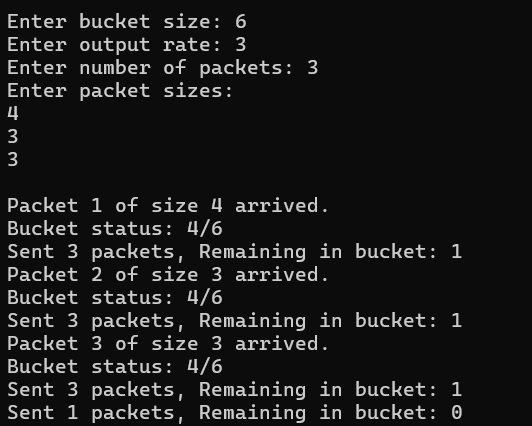 Enter bucket size: 6
Enter output rate: 3
Enter number of packets: 3
Enter packet sizes:
4
3
3
Packet 1 of size 4 arrived.
Bucket status: 4/6
Sent 3 packets, Remaining in bucket: 1
Packet 2 of size 3 arrived.
Bucket status: 4/6
Sent 3 packets, Remaining in bucket: 1
Packet 3 of size 3 arrived.
Bucket status: 4/6
Sent 3 packets, Remaining in bucket: 1
Sent 1 packets, Remaining in bucket: 0